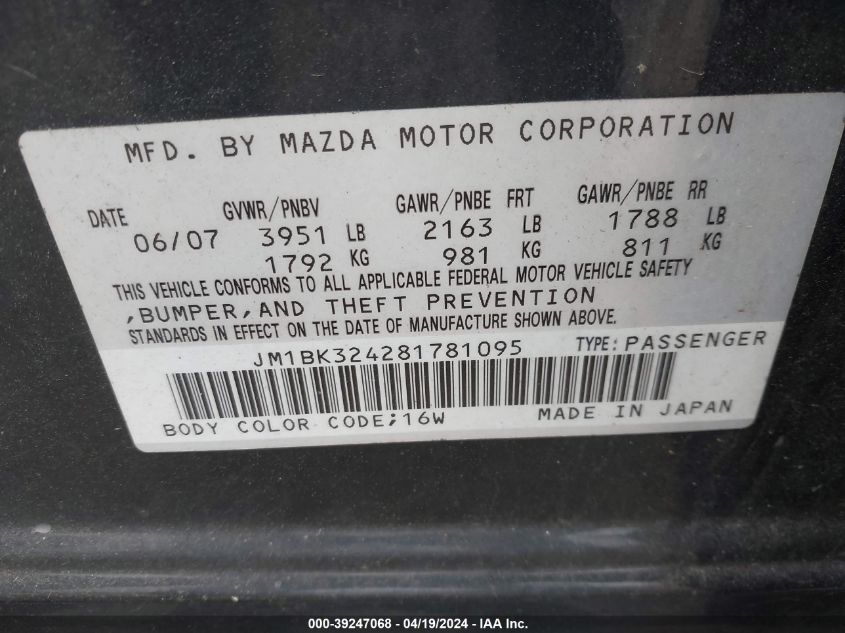 MFD. BY MAZDA MOTOR CORPORATION
DATE GVWR/PNBV GAWR/PNBE FRT GAWR/PNBE RR
06/07 3951 LB 2163 LB 1788 LB
1792 KG 981 KG 811 KG
THIS VEHICLE CONFORMS TO ALL APPLICABLE FEDERAL MOTOR VEHICLE SAFETY
,BUMPER,AND THEFT PREVENTION
STANDARDS IN EFFECT ON THE DATE OF MANUFACTURE SHOWN ABOVE.
JM1BK324281781095 TYPE:PASSENGER
BODY COLOR CODE;16W MADE IN JAPAN
000-39247068 - 04/19/2024 - IAA Inc.